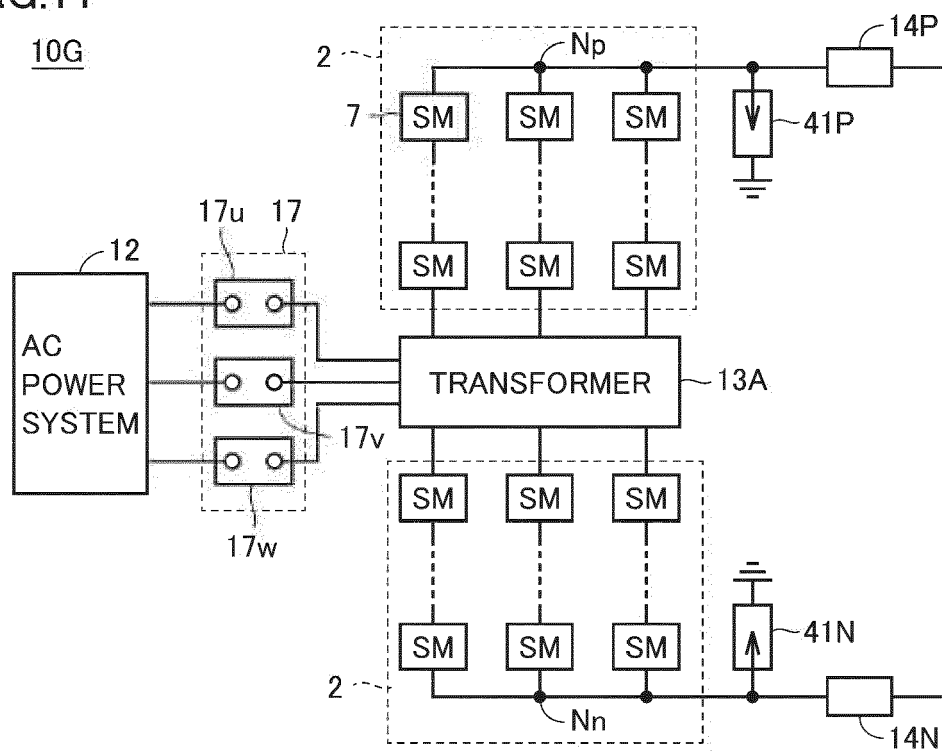 10G
2
Np
14P
7
SM
SM
SM
41P
17u
17
12
SM
SM
SM
AC
POWER
SYSTEM
TRANSFORMER
13A
17v
SM
SM
SM
17w
SM
SM
SM
41N
2
Nn
14N